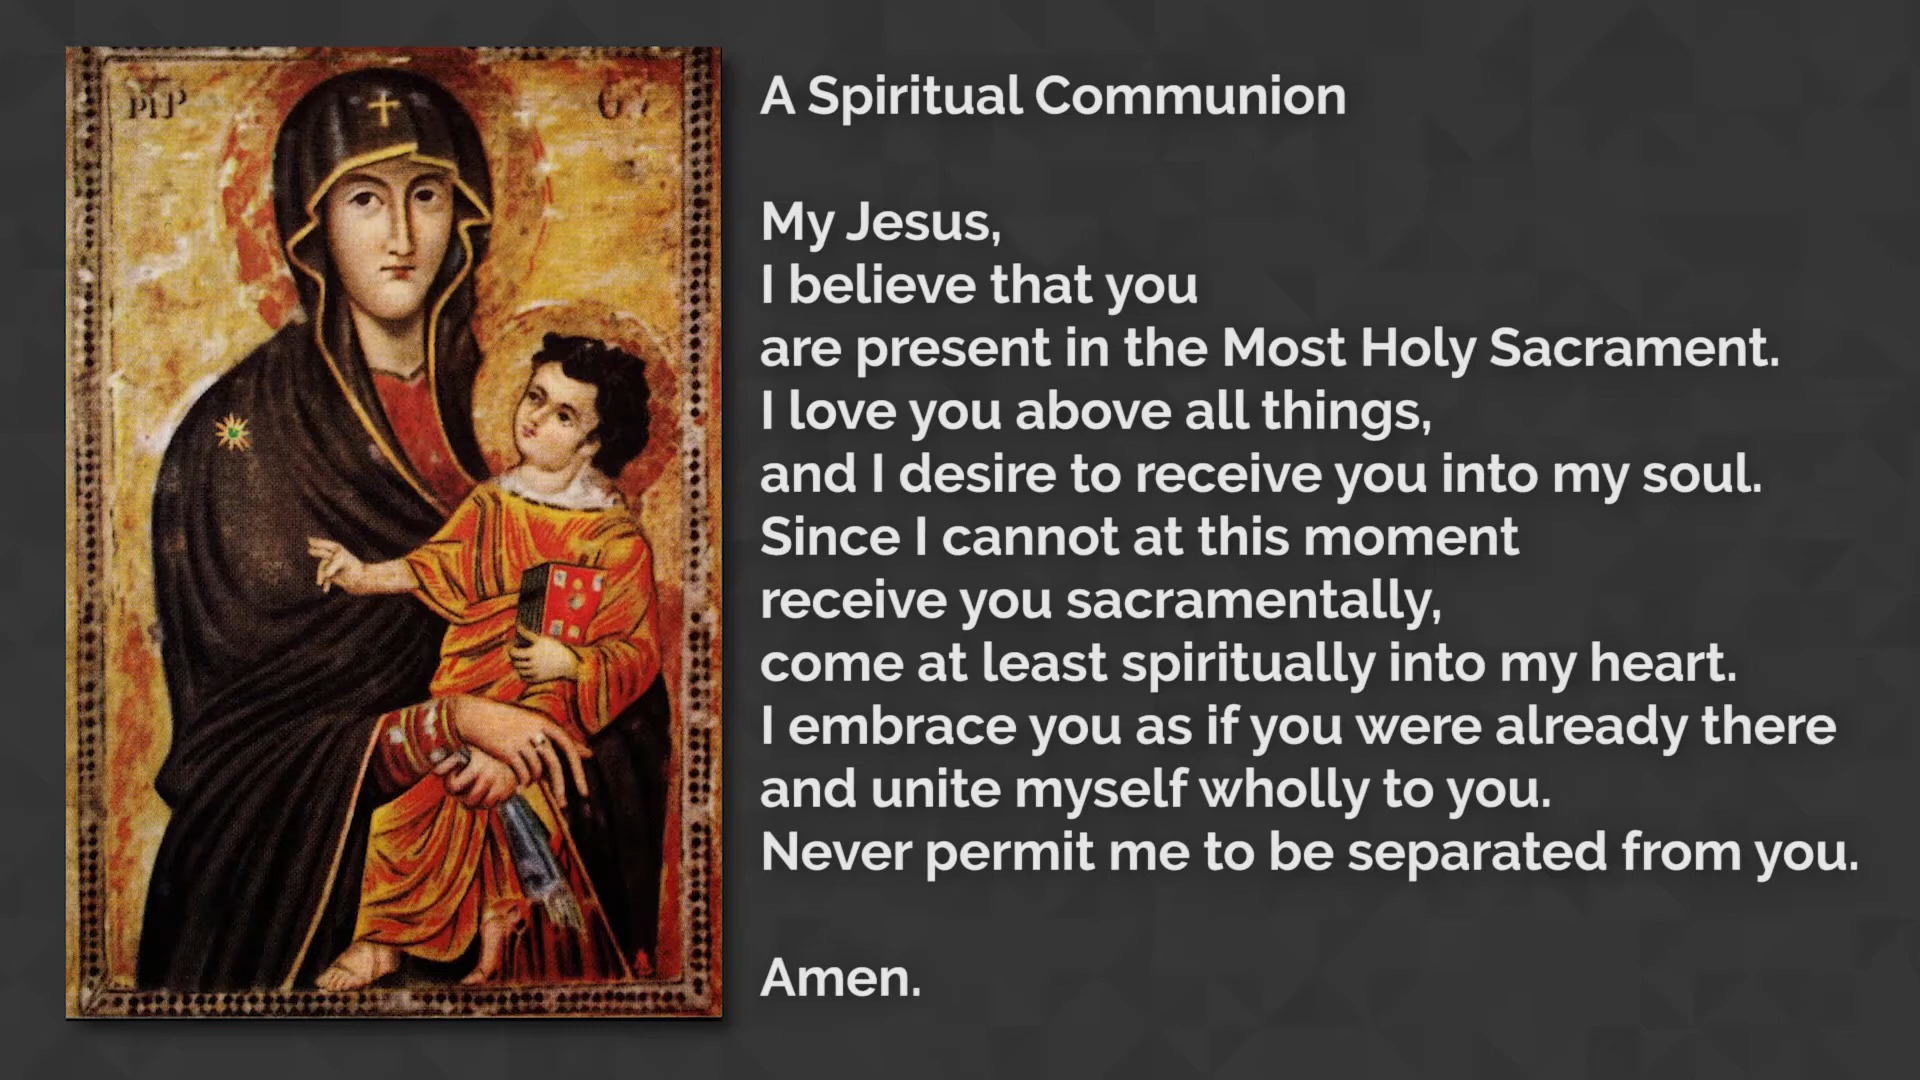 A Spiritual Communion
My Jesus,
I believe that you
are present in the Most Holy Sacrament.
I love you above all things,
and I desire to receive you into my soul.
Since I cannot at this moment
receive you sacramentally,
come at least spiritually into my heart.
I embrace you as if you were already there
and unite myself wholly to you.
Never permit me to be separated from you.
Amen.